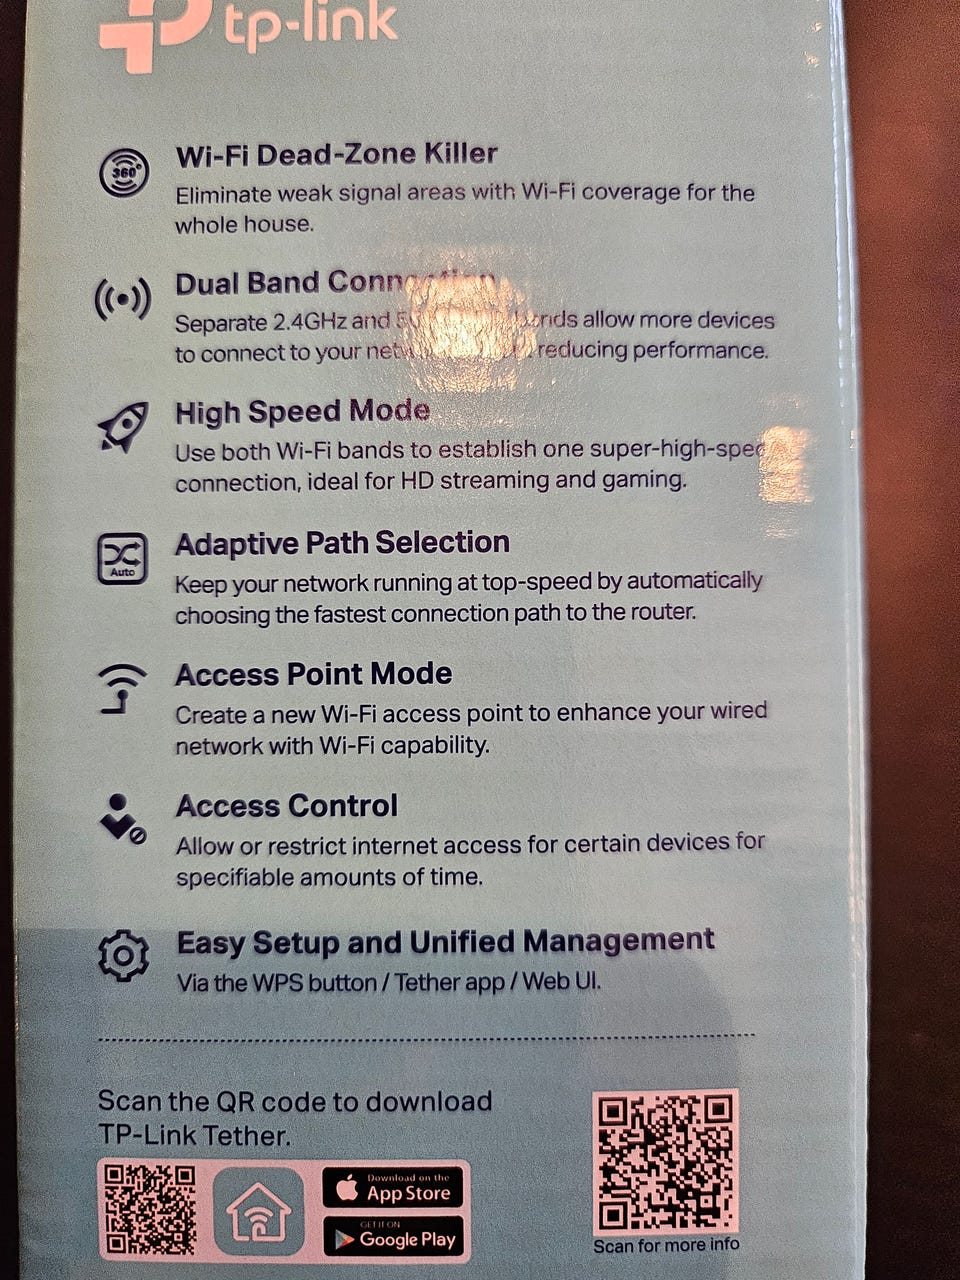 tp-link
360°
Wi-Fi Dead-Zone Killer
Eliminate weak signal areas with Wi-Fi coverage for the
whole house.
Dual Band
Separate 2.4GHz and allow more devices
to connect to your reducing performance.
High Speed Mode
Use both Wi-Fi bands to establish one super-high-speed
connection, ideal for HD streaming and gaming.
Auto
Adaptive Path Selection
Keep your network running at top-speed by automatically
choosing the fastest connection path to the router.
Access Point Mode
Create a new Wi-Fi access point to enhance your wired
network with Wi-Fi capability.
Access Control
Allow or restrict internet access for certain devices for
specifiable amounts of time.
Easy Setup and Unified Management
Via the WPS button / Tether app / Web UI.
Scan the QR code to download
TP-Link Tether.
Download on the
App Store
GET IT ON
Google Play
Scan for more info